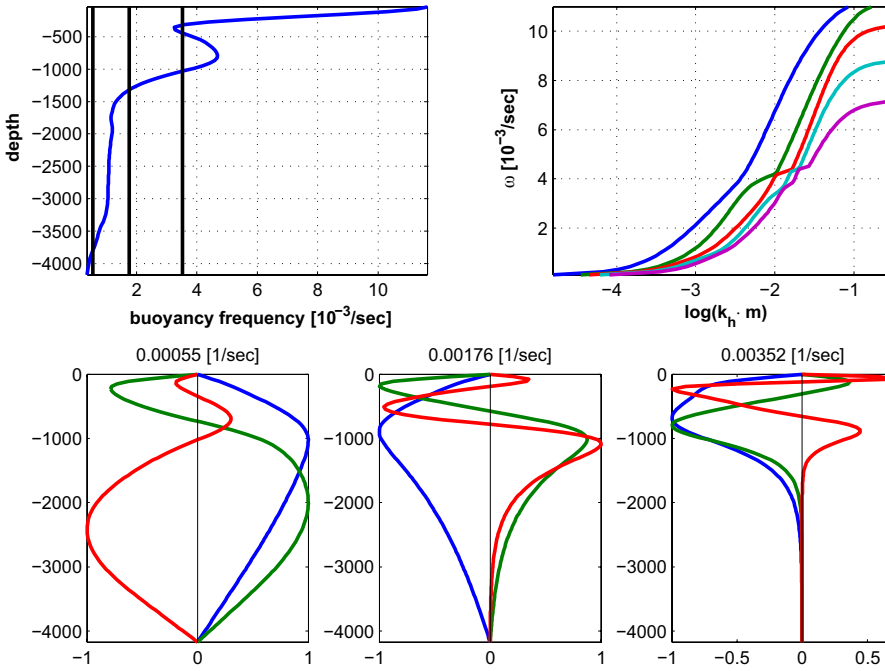 −500
−1000
−1500
−2000
−2500
−3000
−3500
−4000
depth
2 4 6 8 10
buoyancy frequency [10⁻³/sec]
10
8
6
4
2
ω [10⁻³/sec]
−4 −3 −2 −1
log(kₕ· m)
0.00055 [1/sec]
0
−1000
−2000
−3000
−4000
−1 0 1
0.00176 [1/sec]
0
−1000
−2000
−3000
−4000
−1 0 1
0.00352 [1/sec]
0
−1000
−2000
−3000
−4000
−1 −0.5 0 0.5